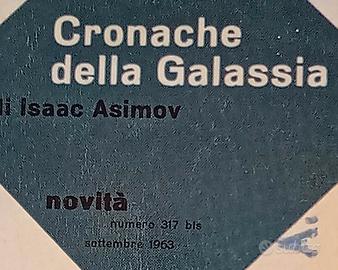 Cronache
della Galassia
di Isaac Asimov
novità
numero 317 bis
settembre 1963